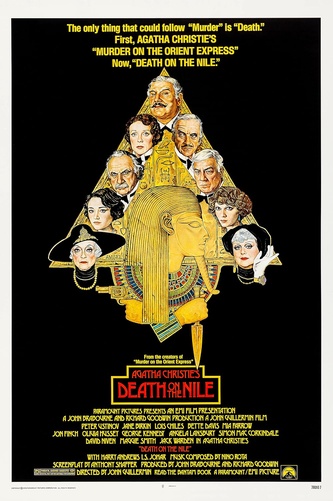 The only thing that could follow "Murder" is "Death."
First, AGATHA CHRISTIE'S
"MURDER ON THE ORIENT EXPRESS"
Now, "DEATH ON THE NILE"
From the creators of
"Murder on the Orient Express"
AGATHA CHRISTIE'S
DEATH ON THE NILE
PARAMOUNT PICTURES PRESENTS AN EMI FILM PRESENTATION
A JOHN BRABOURNE AND RICHARD GOODWIN PRODUCTION A JOHN GUILLERMIN FILM
PETER USTINOV JANE BIRKIN LOIS CHILES BETTE DAVIS MIA FARROW
JON FINCH OLIVIA HUSSEY GEORGE KENNEDY ANGELA LANSBURY SIMON MAC CORKINDALE
DAVID NIVEN MAGGIE SMITH JACK WARDEN IN AGATHA CHRISTIE'S
"DEATH ON THE NILE"
WITH HARRY ANDREWS I.S. JOHAR MUSIC COMPOSED BY NINO ROTA
SCREENPLAY BY ANTHONY SHAFFER PRODUCED BY JOHN BRABOURNE AND RICHARD GOODWIN
DIRECTED BY JOHN GUILLERMIN READ THE BANTAM BOOK A PARAMOUNT / EMI PICTURE